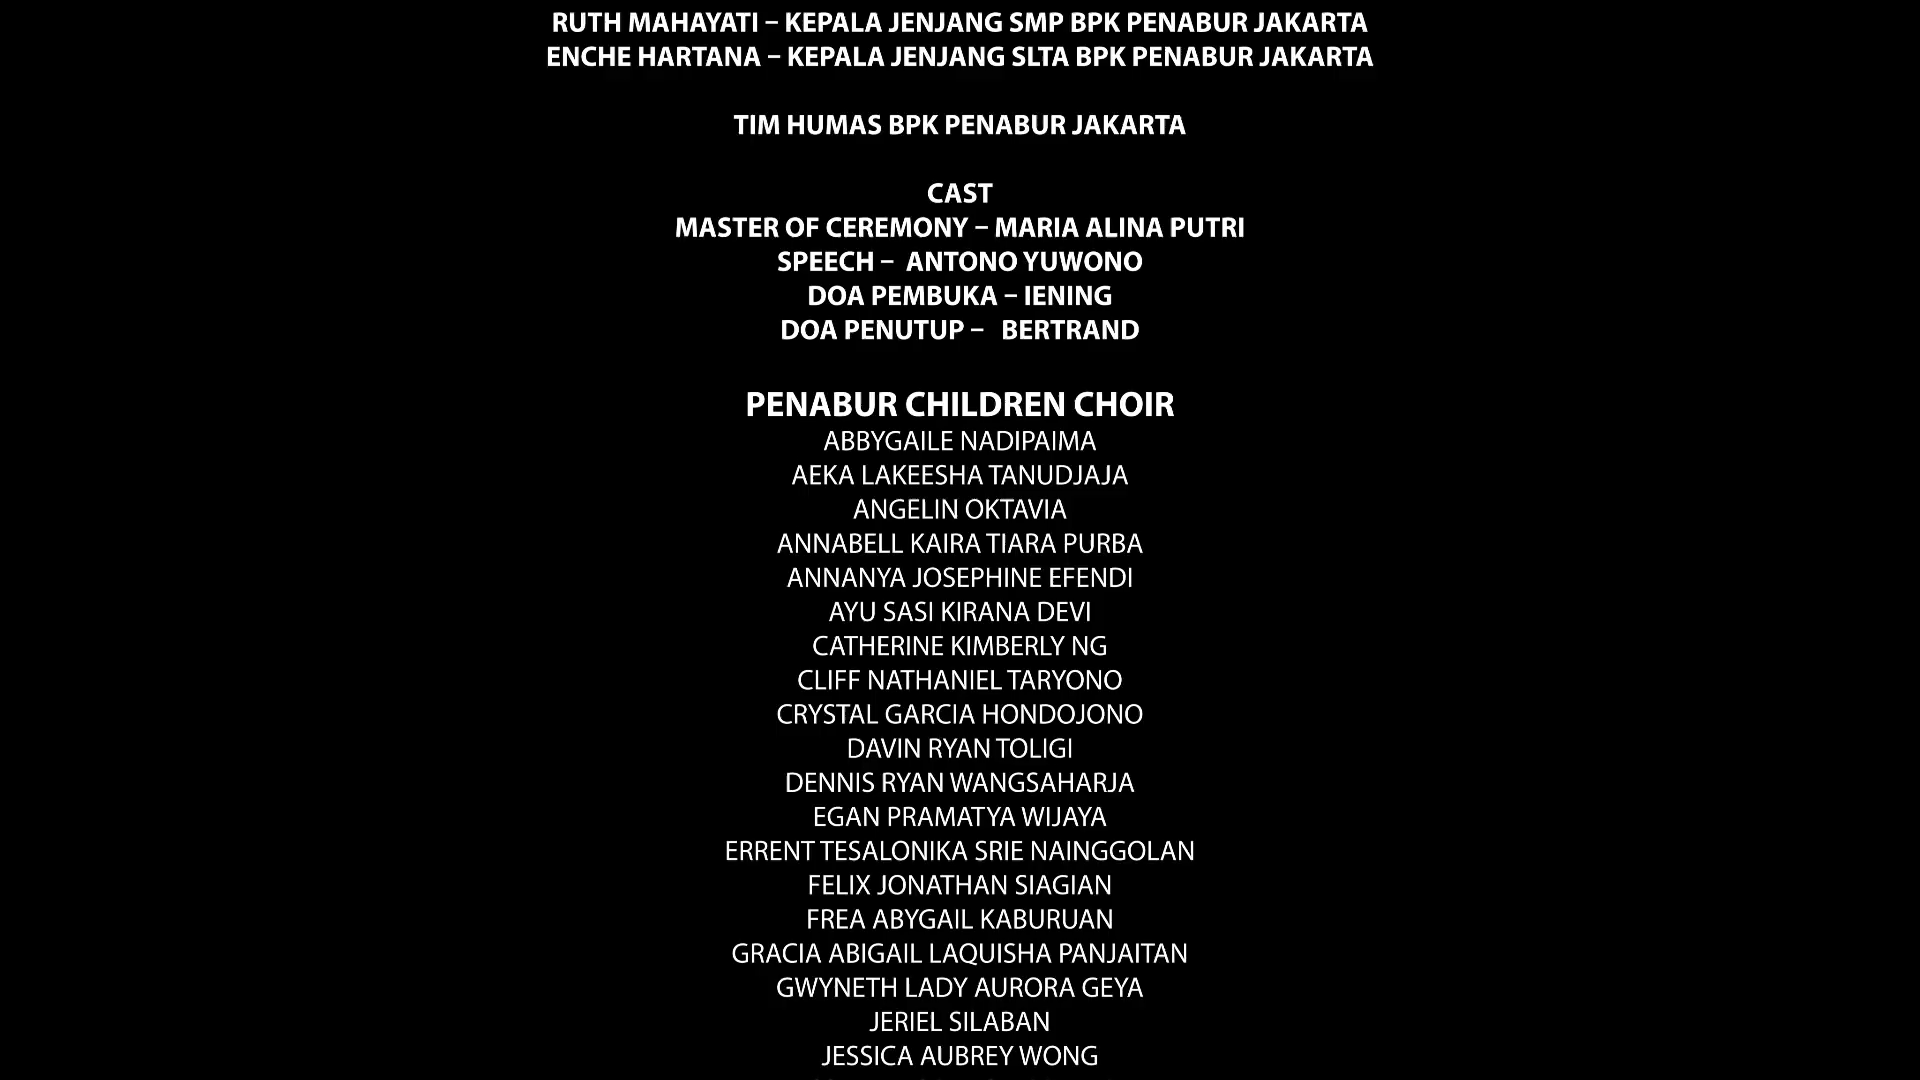 RUTH MAHAYATI – KEPALA JENJANG SMP BPK PENABUR JAKARTA
ENCHE HARTANA – KEPALA JENJANG SLTA BPK PENABUR JAKARTA
TIM HUMAS BPK PENABUR JAKARTA
CAST
MASTER OF CEREMONY – MARIA ALINA PUTRI
SPEECH – ANTONO YUWONO
DOA PEMBUKA – IENING
DOA PENUTUP – BERTRAND
PENABUR CHILDREN CHOIR
ABBYGAILE NADIPAIMA
AEKA LAKEESHA TANUDJAJA
ANGELIN OKTAVIA
ANNABELL KAIRA TIARA PURBA
ANNANYA JOSEPHINE EFENDI
AYU SASI KIRANA DEVI
CATHERINE KIMBERLY NG
CLIFF NATHANIEL TARYONO
CRYSTAL GARCIA HONDOJONO
DAVIN RYAN TOLIGI
DENNIS RYAN WANGSAHARJA
EGAN PRAMATYA WIJAYA
ERRENT TESALONIKA SRIE NAINGGOLAN
FELIX JONATHAN SIAGIAN
FREA ABYGAIL KABURUAN
GRACIA ABIGAIL LAQUISHA PANJAITAN
GWYNETH LADY AURORA GEYA
JERIEL SILABAN
JESSICA AUBREY WONG